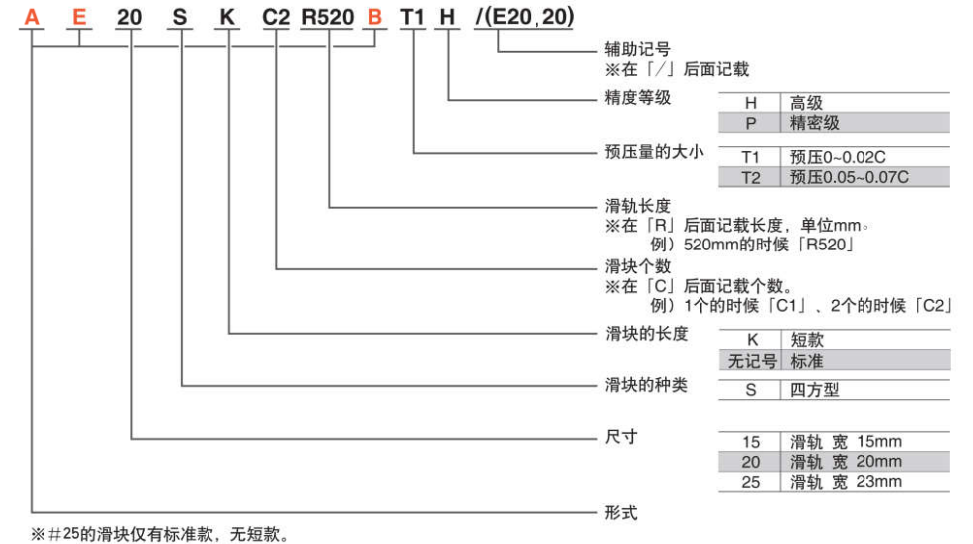 A E 20 S K C2 R520 B T1 H /(E20,20)
辅助记号
※在「/」后面记载
精度等级
H 高级
P 精密级
预压量的大小
T1 预压0~0.02C
T2 预压0.05~0.07C
滑轨长度
※在「R」后面记载长度，单位mm。
例）520mm的时候「R520」
滑块个数
※在「C」后面记载个数。
例）1个的时候「C1」、2个的时候「C2」
滑块的长度
K 短款
无记号 标准
滑块的种类
S 四方型
尺寸
15 滑轨 宽 15mm
20 滑轨 宽 20mm
25 滑轨 宽 23mm
形式
※＃25的滑块仅有标准款，无短款。